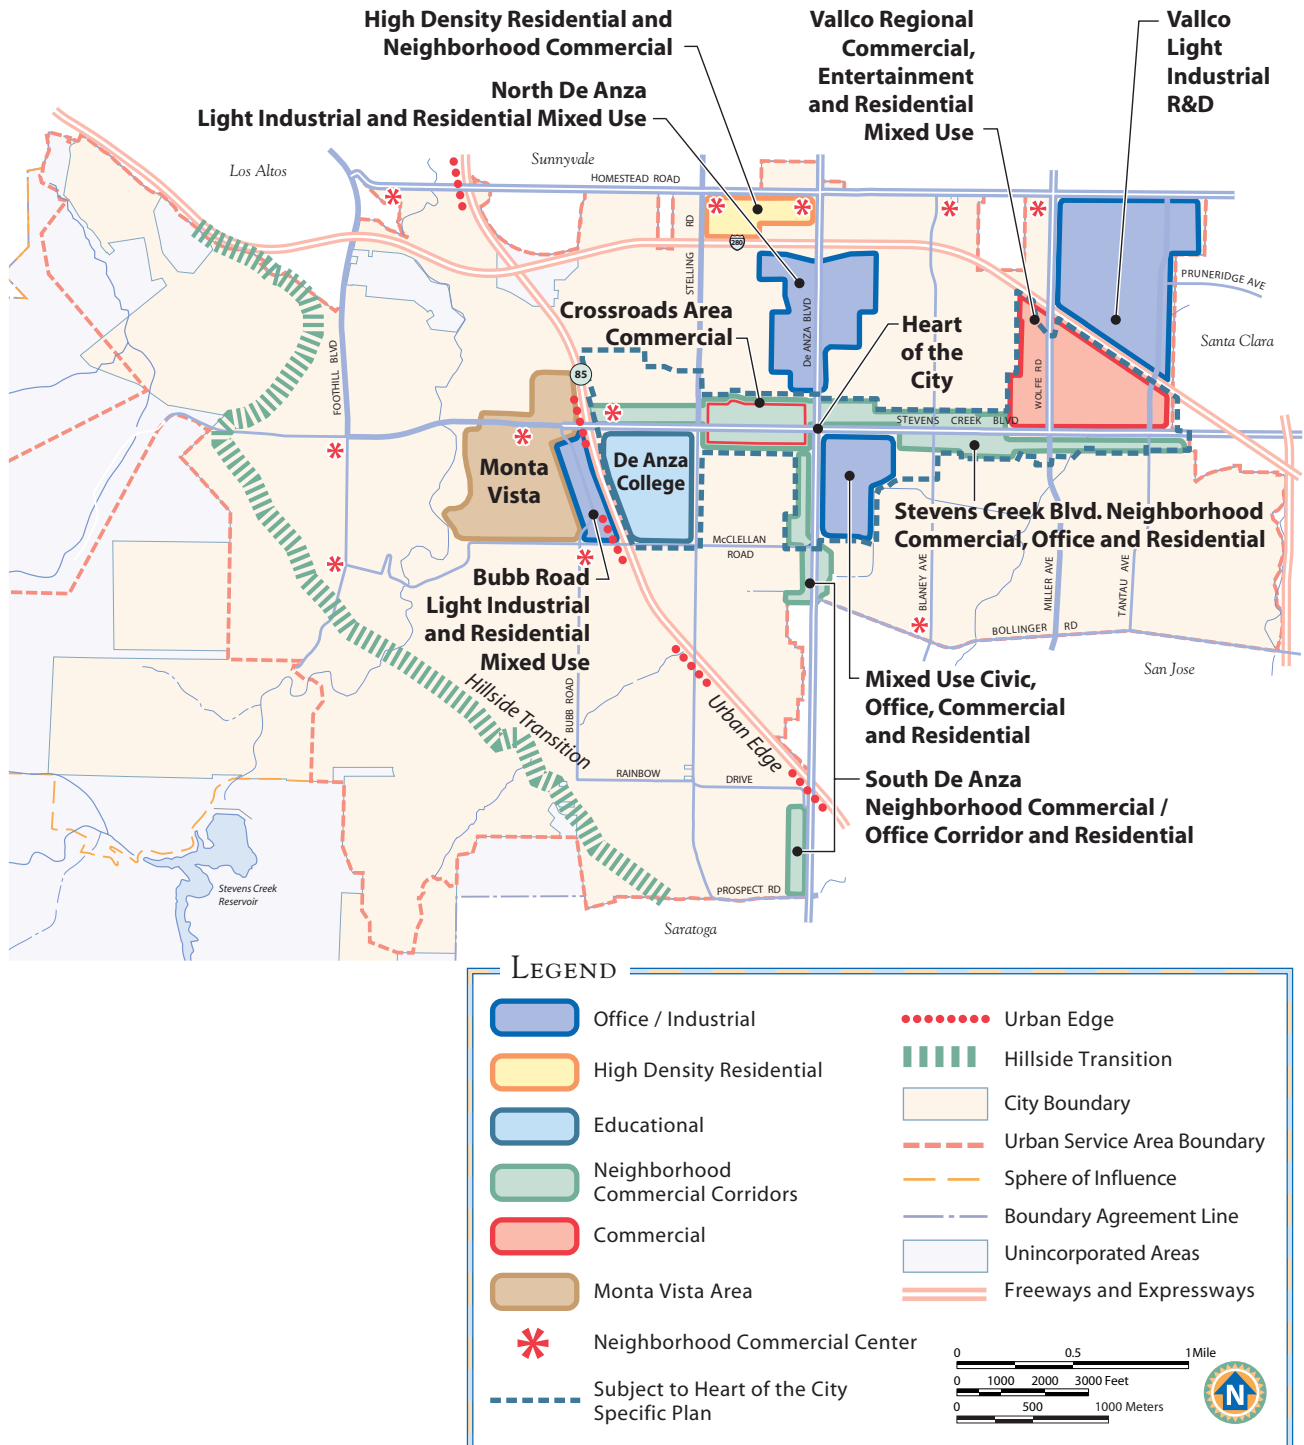 High Density Residential and
Neighborhood Commercial
North De Anza
Light Industrial and Residential Mixed Use
Vallco Regional
Commercial,
Entertainment
and Residential
Mixed Use
Vallco
Light
Industrial
R&D
Los Altos
Sunnyvale
HOMESTEAD ROAD
280
STELLING RD
PRUNERIDGE AVE
Santa Clara
Crossroads Area
Commercial
De ANZA BLVD
Heart
of the
City
WOLFE RD
FOOTHILL BLVD
85
STEVENS CREEK BLVD
Monta
Vista
De Anza
College
Stevens Creek Blvd. Neighborhood
Commercial, Office and Residential
McCLELLAN
ROAD
Bubb Road
Light Industrial
and Residential
Mixed Use
BLANEY AVE
MILLER AVE
TANTAU AVE
BOLLINGER RD
San Jose
Hillside Transition
BUBB ROAD
Urban Edge
Mixed Use Civic,
Office, Commercial
and Residential
RAINBOW DRIVE
South De Anza
Neighborhood Commercial /
Office Corridor and Residential
Stevens Creek
Reservoir
PROSPECT RD
Saratoga
LEGEND
Office / Industrial
High Density Residential
Educational
Neighborhood
Commercial Corridors
Commercial
Monta Vista Area
Neighborhood Commercial Center
Subject to Heart of the City
Specific Plan
Urban Edge
Hillside Transition
City Boundary
Urban Service Area Boundary
Sphere of Influence
Boundary Agreement Line
Unincorporated Areas
Freeways and Expressways
0 0.5 1 Mile
0 1000 2000 3000 Feet
0 500 1000 Meters
N